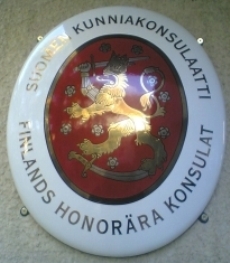 SUOMEN KUNNIAKONSULAATTI
FINLANDS HONORÄRA KONSULAT